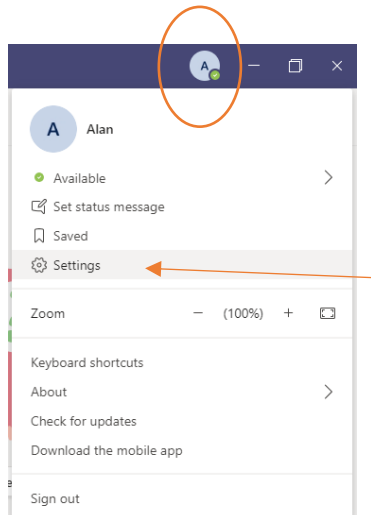 A
A Alan
Available
Set status message
Saved
Settings
Zoom − (100%) +
Keyboard shortcuts
About
Check for updates
Download the mobile app
Sign out